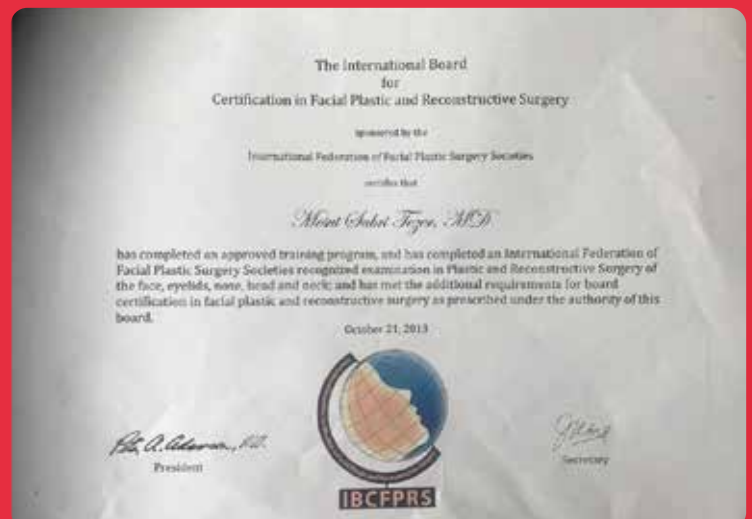 The International Board
for
Certification in Facial Plastic and Reconstructive Surgery
sponsored by the
International Federation of Facial Plastic Surgery Societies
certifies that
Sabri Tezer, MD
has completed an approved training program, and has completed an International Federation of
Facial Plastic Surgery Societies recognized examination in Plastic and Reconstructive Surgery of
the face, eyelids, nose, head and neck; and has met the additional requirements for board
certification in facial plastic and reconstructive surgery as prescribed under the authority of this
board.
October 21, 2013
President
Secretary
IBCFPRS